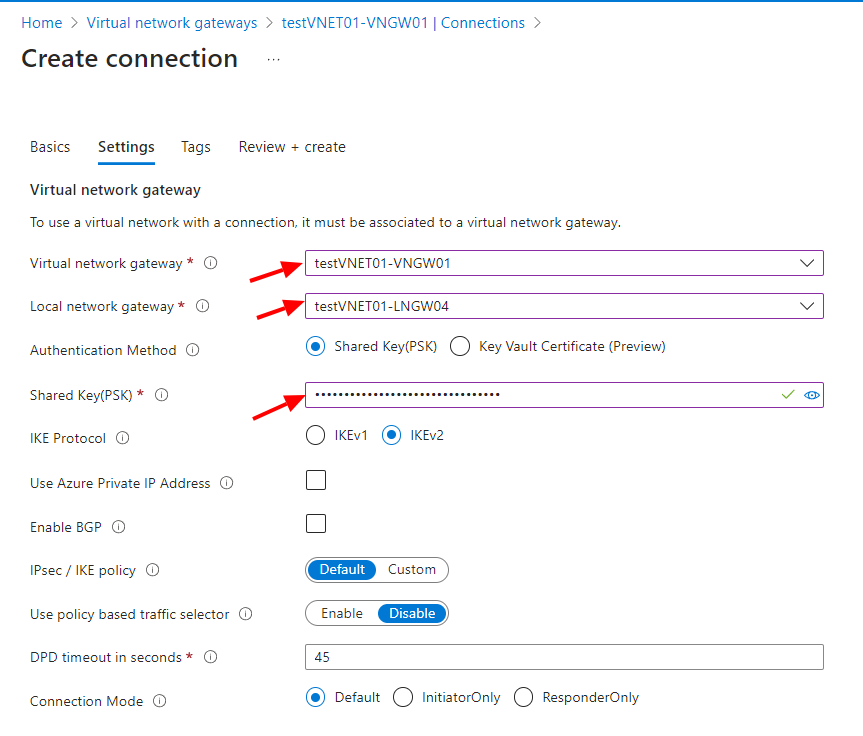 Home > Virtual network gateways > testVNET01-VNGW01 | Connections >
Create connection ...
Basics Settings Tags Review + create
Virtual network gateway
To use a virtual network with a connection, it must be associated to a virtual network gateway.
Virtual network gateway * testVNET01-VNGW01
Local network gateway * testVNET01-LNGW04
Authentication Method Shared Key(PSK) Key Vault Certificate (Preview)
Shared Key(PSK) * ••••••••••••••••••••••••••••••••
IKE Protocol IKEv1 IKEv2
Use Azure Private IP Address
Enable BGP
IPsec / IKE policy Default Custom
Use policy based traffic selector Enable Disable
DPD timeout in seconds * 45
Connection Mode Default InitiatorOnly ResponderOnly